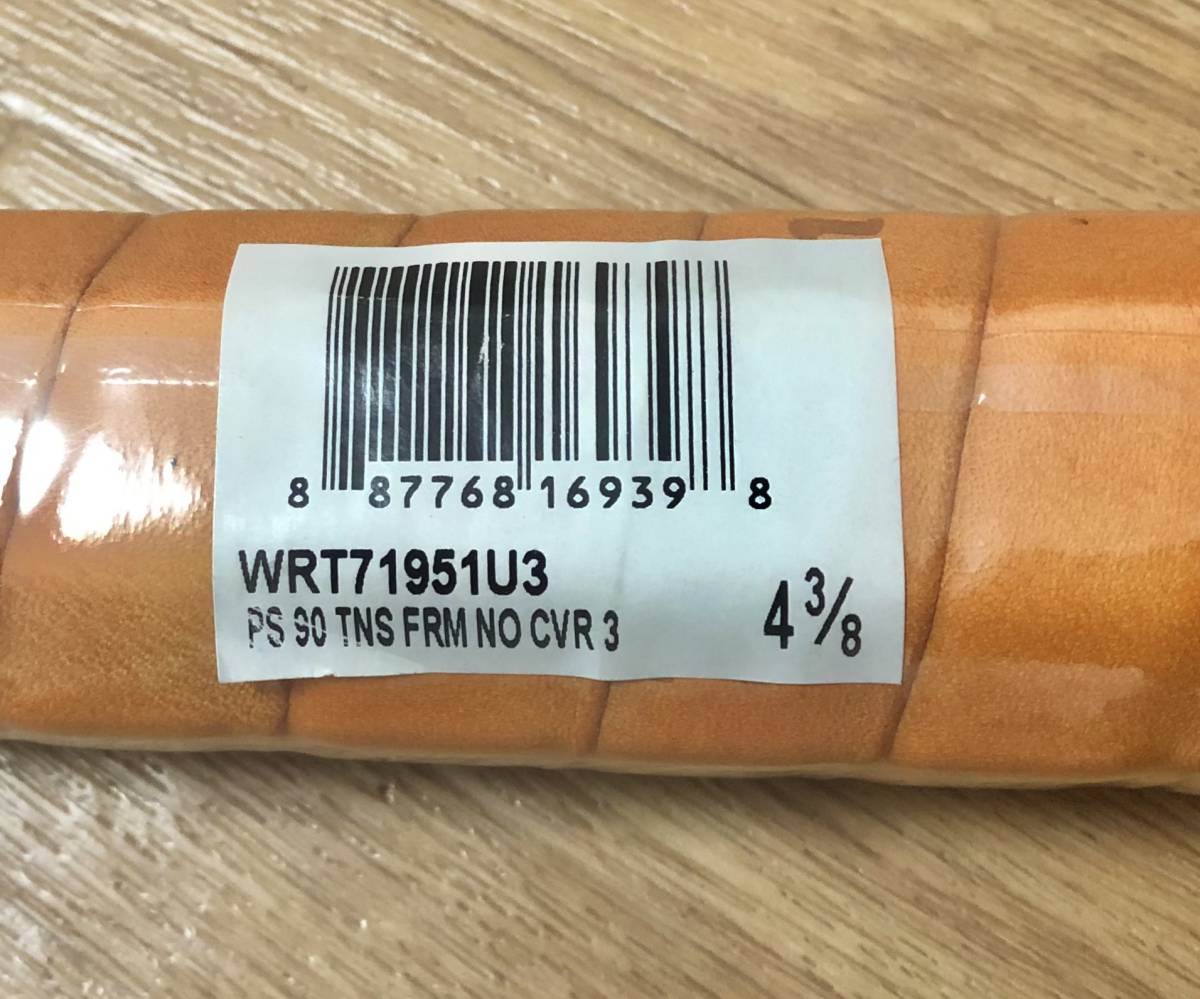 8 87768 16939 8
WRT71951U3
PS 90 TNS FRM NO CVR 3
4 3/8